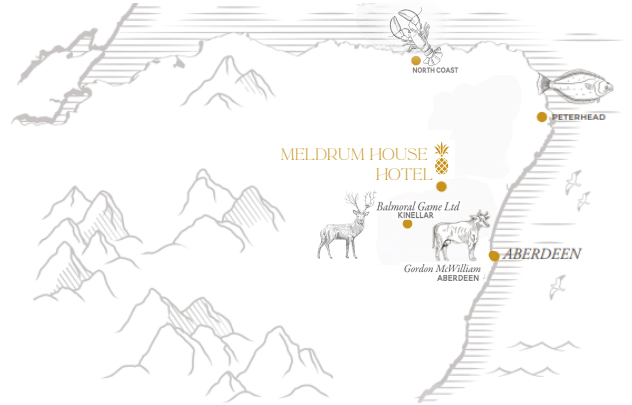 NORTH COAST
PETERHEAD
MELDRUM HOUSE
HOTEL
Balmoral Game Ltd
KINELLAR
ABERDEEN
Gordon McWilliam
ABERDEEN